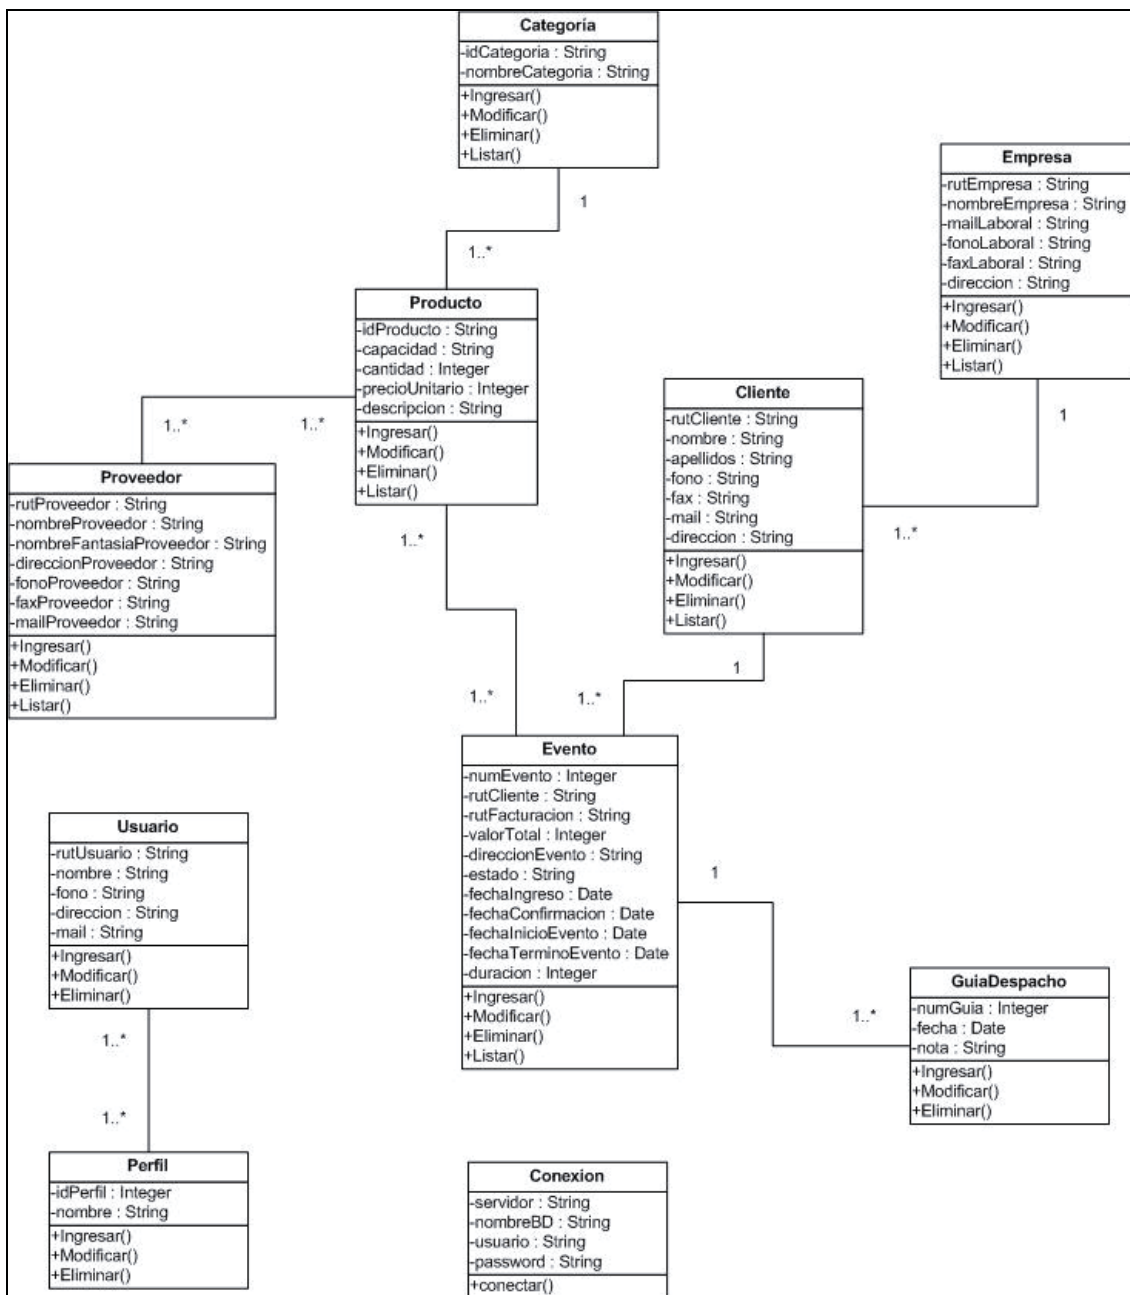 Categoría
-idCategoria : String
-nombreCategoria : String
+Ingresar()
+Modificar()
+Eliminar()
+Listar()
1
1..*
Empresa
-rutEmpresa : String
-nombreEmpresa : String
-mailLaboral : String
-fonoLaboral : String
-faxLaboral : String
-direccion : String
+Ingresar()
+Modificar()
+Eliminar()
+Listar()
1
1..*
Producto
-idProducto : String
-capacidad : String
-cantidad : Integer
-precioUnitario : Integer
-descripcion : String
+Ingresar()
+Modificar()
+Eliminar()
+Listar()
1..*
1..*
Proveedor
-rutProveedor : String
-nombreProveedor : String
-nombreFantasiaProveedor : String
-direccionProveedor : String
-fonoProveedor : String
-faxProveedor : String
-mailProveedor : String
+Ingresar()
+Modificar()
+Eliminar()
+Listar()
Cliente
-rutCliente : String
-nombre : String
-apellidos : String
-fono : String
-fax : String
-mail : String
-direccion : String
+Ingresar()
+Modificar()
+Eliminar()
+Listar()
1..*
1..*
1
1..*
Evento
-numEvento : Integer
-rutCliente : String
-rutFacturacion : String
-valorTotal : Integer
-direccionEvento : String
-estado : String
-fechaIngreso : Date
-fechaConfirmacion : Date
-fechaInicioEvento : Date
-fechaTerminoEvento : Date
-duracion : Integer
+Ingresar()
+Modificar()
+Eliminar()
+Listar()
1
1..*
GuiaDespacho
-numGuia : Integer
-fecha : Date
-nota : String
+Ingresar()
+Modificar()
+Eliminar()
Usuario
-rutUsuario : String
-nombre : String
-fono : String
-direccion : String
-mail : String
+Ingresar()
+Modificar()
+Eliminar()
1..*
1..*
Perfil
-idPerfil : Integer
-nombre : String
+Ingresar()
+Modificar()
+Eliminar()
Conexion
-servidor : String
-nombreBD : String
-usuario : String
-password : String
+conectar()